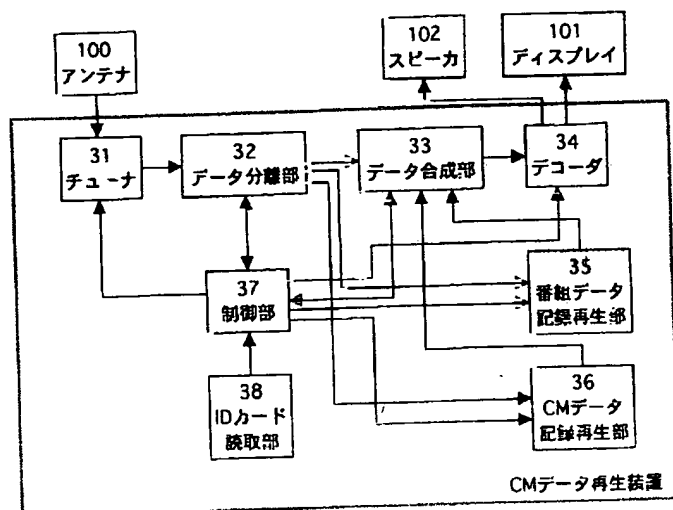 100
アンテナ
102
スピーカ
101
ディスプレイ
31
チューナ
32
データ分離部
33
データ合成部
34
デコーダ
35
番組データ
記録再生部
37
制御部
36
CMデータ
記録再生部
38
IDカード
読取部
CMデータ再生装置